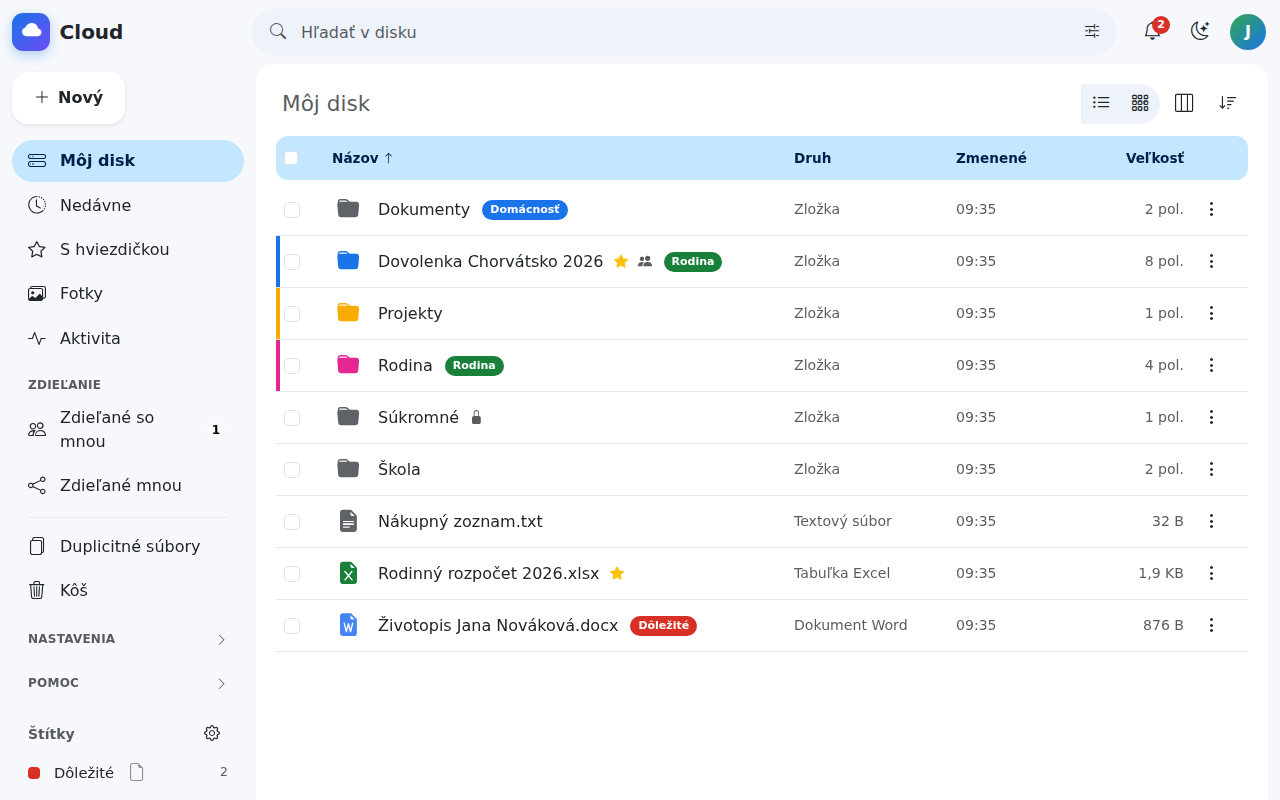 Cloud
Hľadať v disku
2
J
Nový
Môj disk
Môj disk
Nedávne
S hviezdičkou
Fotky
Aktivita
ZDIEĽANIE
Zdieľané so
mnou
1
Zdieľané mnou
Duplicitné súbory
Kôš
NASTAVENIA
POMOC
Štítky
Dôležité 2
Názov ↑ Druh Zmenené Veľkosť
Dokumenty Domácnosť Zložka 09:35 2 pol.
Dovolenka Chorvátsko 2026 Rodina Zložka 09:35 8 pol.
Projekty Zložka 09:35 1 pol.
Rodina Rodina Zložka 09:35 4 pol.
Súkromné Zložka 09:35 1 pol.
Škola Zložka 09:35 2 pol.
Nákupný zoznam.txt Textový súbor 09:35 32 B
Rodinný rozpočet 2026.xlsx Tabuľka Excel 09:35 1,9 KB
Životopis Jana Nováková.docx Dôležité Dokument Word 09:35 876 B